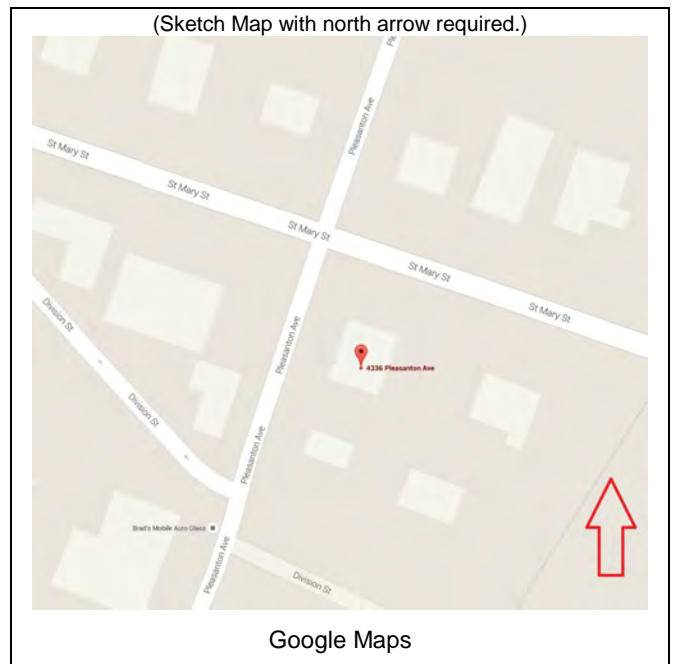 (Sketch Map with north arrow required.)
Ple
Pleasanton Ave
St Mary St
St Mary St
St Mary St
St Mary St
St Mary St
Pleasanton Ave
4336 Pleasanton Ave
Division St
Division St
Pleasanton Ave
Brad's Mobile Auto Glass
Pleasanton Ave
Division St
Google Maps